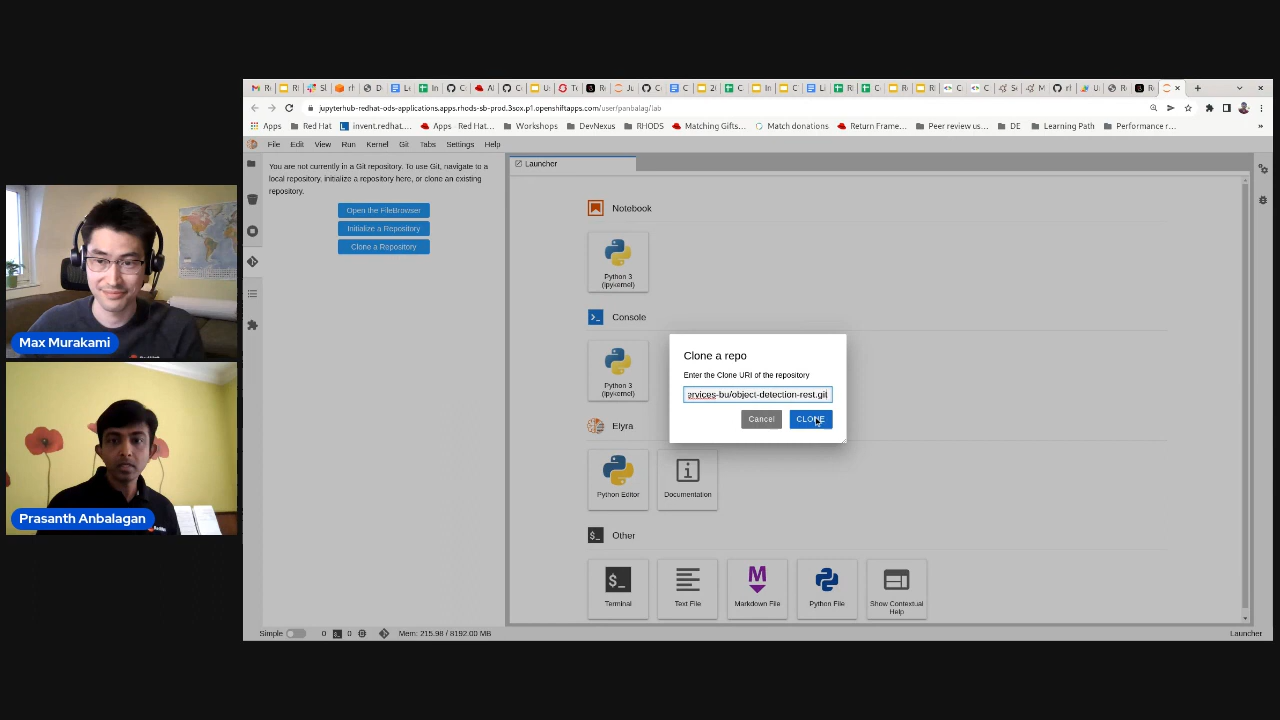 jupyterhub-redhat-ods-applications.apps.rhods-sb-prod.3sox.p1.openshiftapps.com/user/panbalag/lab
Apps Red Hat invent.redhat.... Apps - Red Hat... Workshops DevNexus RHODS Matching Gifts... Match donations Return Frame... Peer review us... DE Learning Path Performance r... »
File Edit View Run Kernel Git Tabs Settings Help
You are not currently in a Git repository. To use Git, navigate to a
local repository, initialize a repository here, or clone an existing
repository.
Open the FileBrowser
Initialize a Repository
Clone a Repository
Launcher
Notebook
Python 3
(ipykernel)
Console
Python 3
(ipykernel)
Elyra
Python Editor
Documentation
Other
$_
Terminal
Text File
Markdown File
Python File
Show Contextual
Help
Clone a repo
Enter the Clone URI of the repository
ervices-bu/object-detection-rest.git
Cancel
CLONE
Simple 0 0 Mem: 215.98 / 8192.00 MB Launcher
Max Murakami
Prasanth Anbalagan